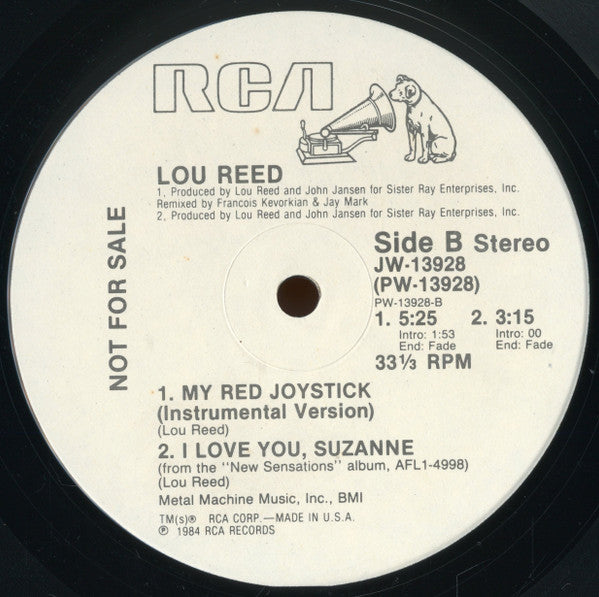 RCA
LOU REED
1. Produced by Lou Reed and John Jansen for Sister Ray Enterprises, Inc.
Remixed by Francois Kevorkian & Jay Mark
2. Produced by Lou Reed and John Jansen for Sister Ray Enterprises, Inc.
NOT FOR SALE
Side B Stereo
JW-13928
(PW-13928)
PW-13928-B
1. 5:25 2. 3:15
Intro: 1:53 Intro: 00
End: Fade End: Fade
33⅓ RPM
1. MY RED JOYSTICK
(Instrumental Version)
(Lou Reed)
2. I LOVE YOU, SUZANNE
(from the "New Sensations" album, AFL1-4998)
(Lou Reed)
Metal Machine Music, Inc., BMI
TM(s)® RCA CORP.—MADE IN U.S.A.
℗ 1984 RCA RECORDS